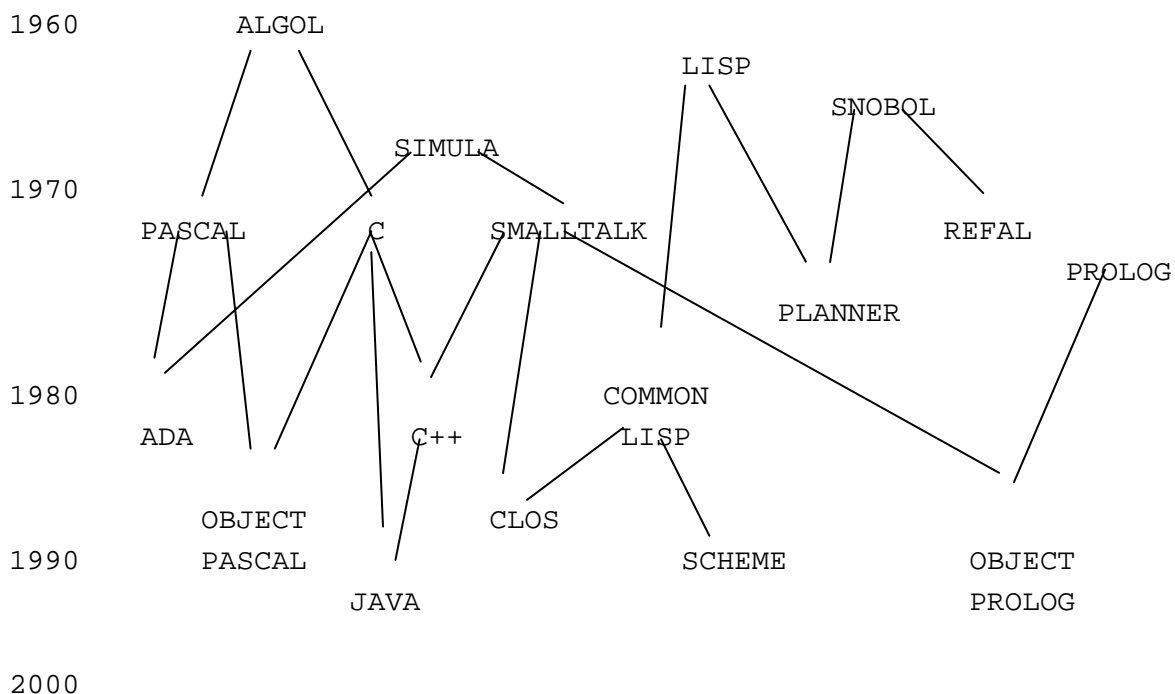 1960 ALGOL
LISP
SNOBOL
SIMULA
1970
PASCAL C SMALLTALK REFAL
PROLOG
PLANNER
1980 COMMON
ADA C++ LISP
OBJECT CLOS
1990 PASCAL SCHEME OBJECT
JAVA PROLOG
2000